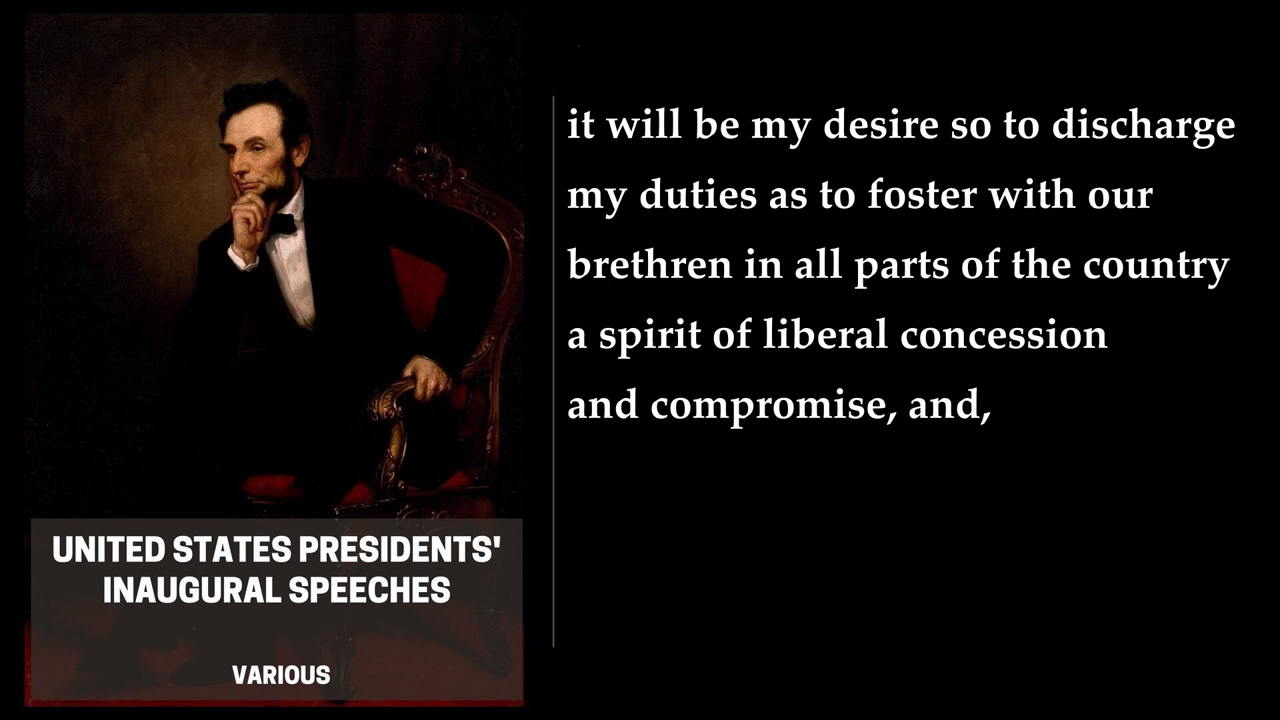 it will be my desire so to discharge
my duties as to foster with our
brethren in all parts of the country
a spirit of liberal concession
and compromise, and,
UNITED STATES PRESIDENTS'
INAUGURAL SPEECHES
VARIOUS